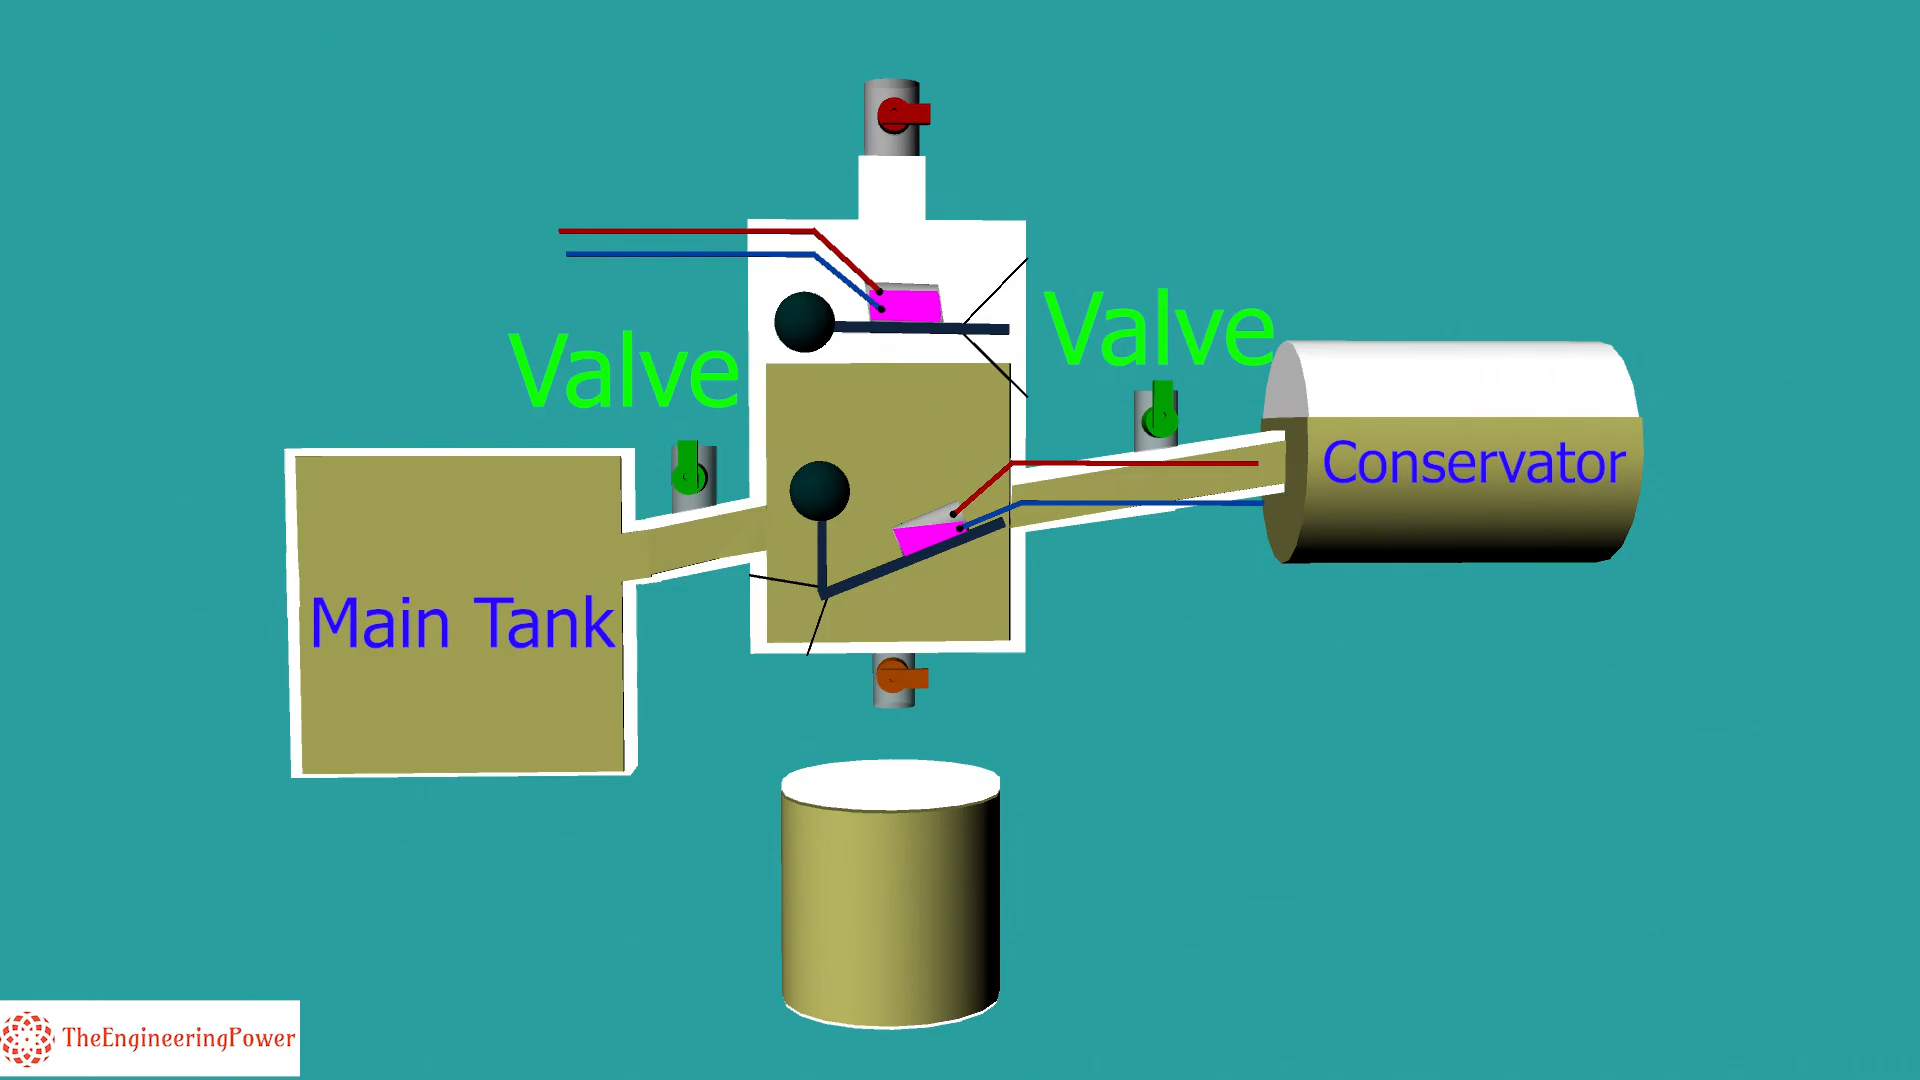 Valve
Valve
Conservator
Main Tank
TheEngineeringPower